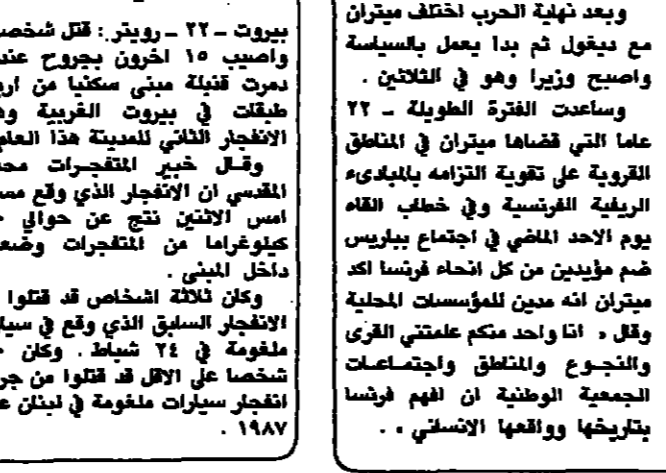 وبعد نهاية الحرب اختلف ميتران
مع ديغول ثم بدا يعمل بالسياسة
واصبح وزيرا وهو في الثلاثين .
وساعدت الفترة الطويلة ـ ٢٢
عاما التي قضاها ميتران في المناطق
القروية على تقوية التزامه بالمبادىء
الريفية الفرنسية وفي خطاب القاه
يوم الاحد الماضي في اجتماع بباريس
ضم مؤيدين من كل انحاء فرنسا اكد
ميتران انه مدين للمؤسسات المحلية
وقال « انا واحد منكم علمتني القرى
والنجوع والمناطق واجتماعات
الجمعية الوطنية ان افهم فرنسا
بتاريخها وواقعها الانساني » .
بيروت ـ ٢٢ ـ رويتر : قتل
واصيب ١٥ اخرون بجروح
دمرت قنبلة مبنى سكنيا من
طبقات في بيروت الغربية
الانفجار الثاني للمدينة هذا العام
وقال خبير المتفجرات
المقدسي ان الانفجار الذي وقع
امس الاثنين نتج عن حوالي
كيلوغراما من المتفجرات
داخل المبنى .
وكان ثلاثة اشخاص قد قتلوا
الانفجار السابق الذي وقع في
ملغومة في ٢٤ شباط . وكان
شخصا على الاقل قد قتلوا من
انفجار سيارات ملغومة في لبنان
١٩٨٧ .